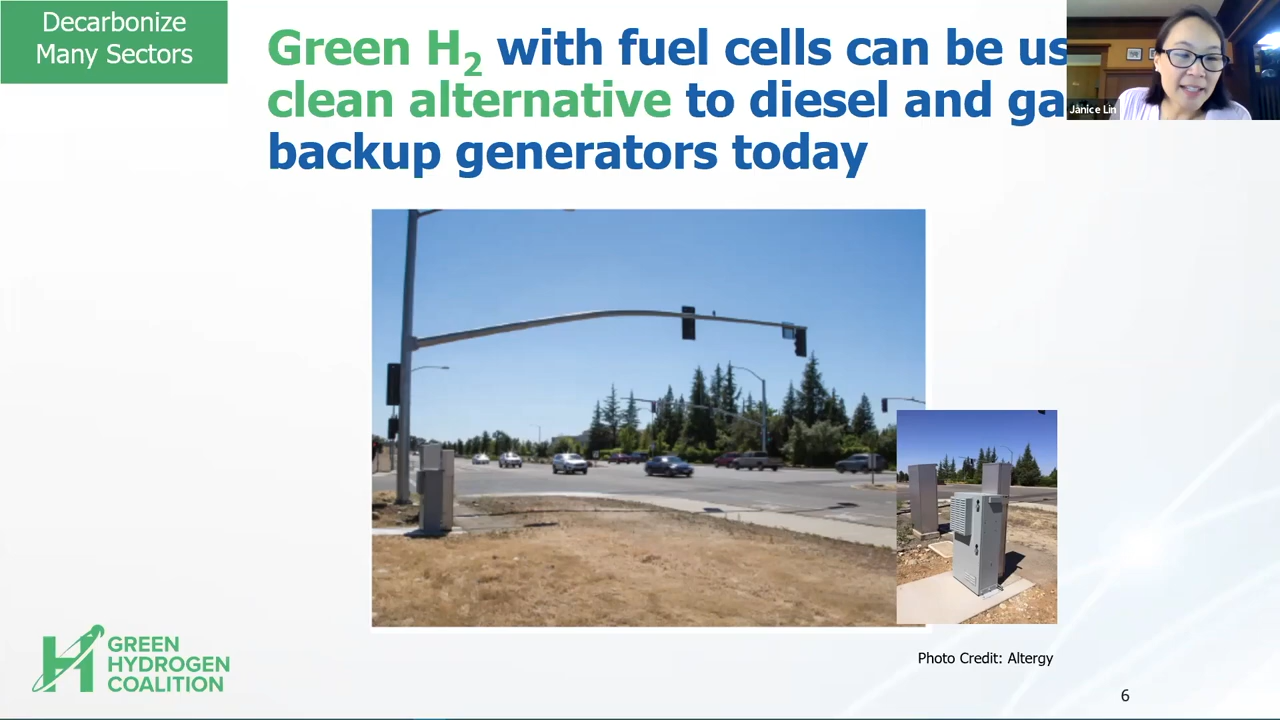 Decarbonize
Many Sectors
Green H₂ with fuel cells can be us
clean alternative to diesel and ga
backup generators today
Janice Lin
GREEN
HYDROGEN
COALITION
Photo Credit: Altergy
6